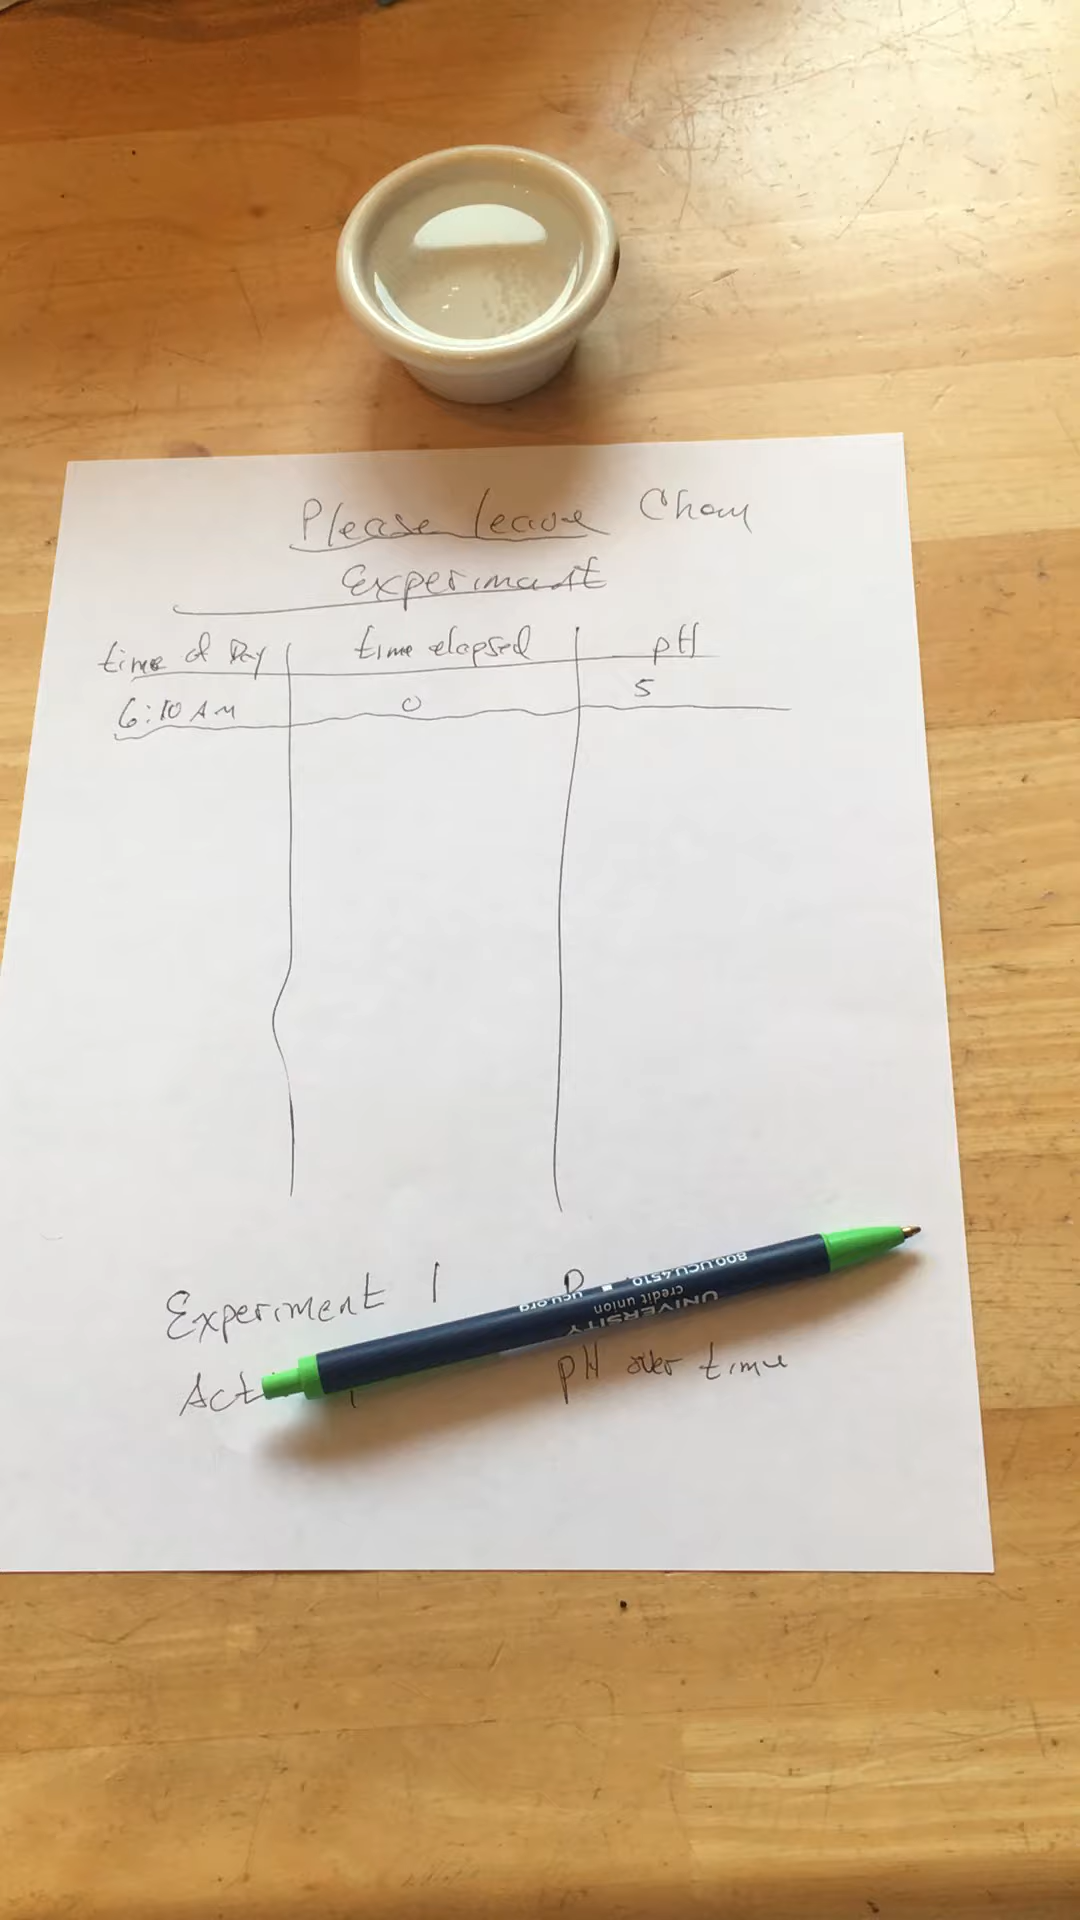 Please leave Chem
Experiment
time of Day time elapsed pH
6:10 AM 0 5
Experiment 1
pH over time
800.UCU.4510
ucu.org
UNIVERSITY
credit union